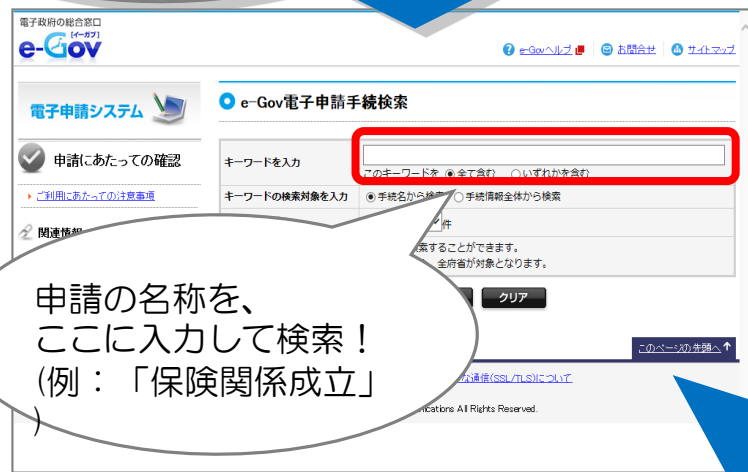 電子政府の総合窓口
[イーガブ]
e-Gov
e-Govヘルプ
お問合せ
サイトマップ
電子申請システム
e-Gov電子申請手続検索
申請にあたっての確認
ご利用にあたっての注意事項
関連情報
キーワードを入力
このキーワードを ◉全て含む ○いずれかを含む
キーワードの検索対象を入力
◉手続名から検索 ○手続情報全体から検索
件
索することができます。
全府省が対象となります。
クリア
申請の名称を、
ここに入力して検索！
(例：「保険関係成立」
)
このページの先頭へ↑
な通信(SSL/TLS)について
ications All Rights Reserved.